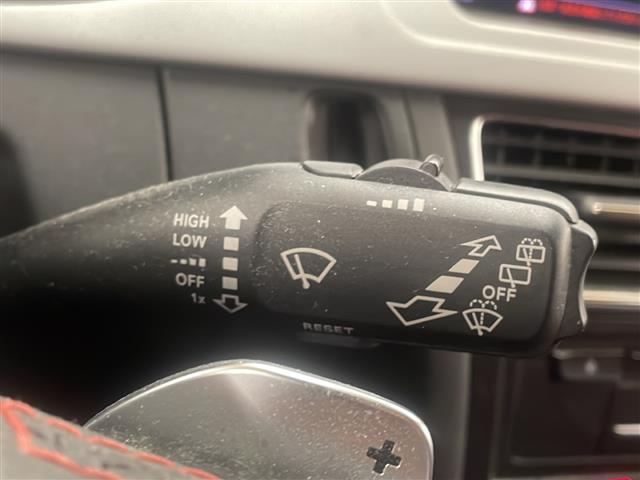 HIGH
LOW
OFF
1x
OFF
RESET
+